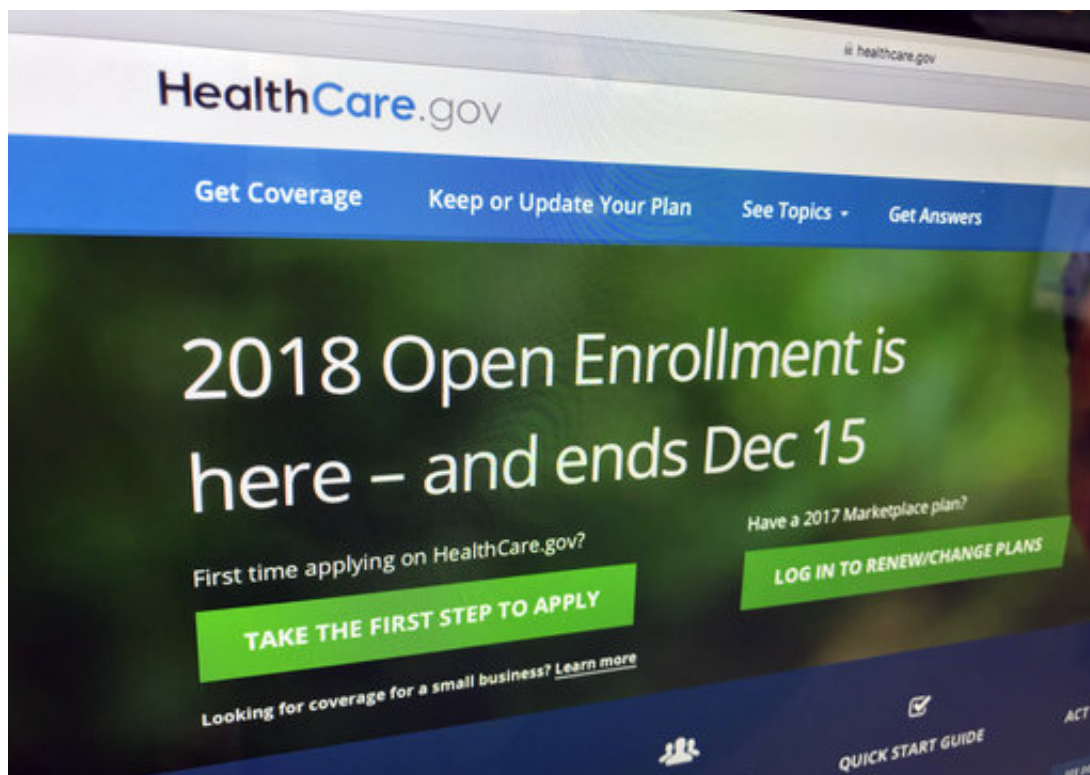 healthcare.gov
HealthCare.gov
Get Coverage Keep or Update Your Plan See Topics Get Answers
2018 Open Enrollment is
here – and ends Dec 15
First time applying on HealthCare.gov?
TAKE THE FIRST STEP TO APPLY
Looking for coverage for a small business? Learn more
Have a 2017 Marketplace plan?
LOG IN TO RENEW/CHANGE PLANS
QUICK START GUIDE
ACT